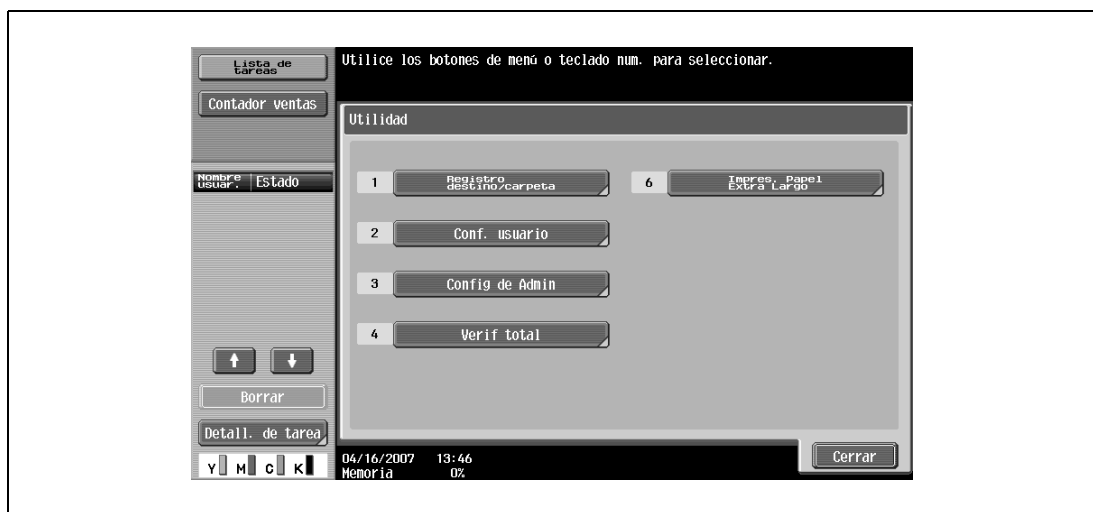 Lista de
tareas
Contador ventas
Nombre
usuar.
Estado
Borrar
Detall. de tarea
Y M C K
Utilice los botones de menú o teclado num. para seleccionar.
Utilidad
1 Registro
destino/carpeta
2 Conf. usuario
3 Config de Admin
4 Verif total
6 Impres. Papel
Extra Largo
04/16/2007 13:46
Memoria 0%
Cerrar